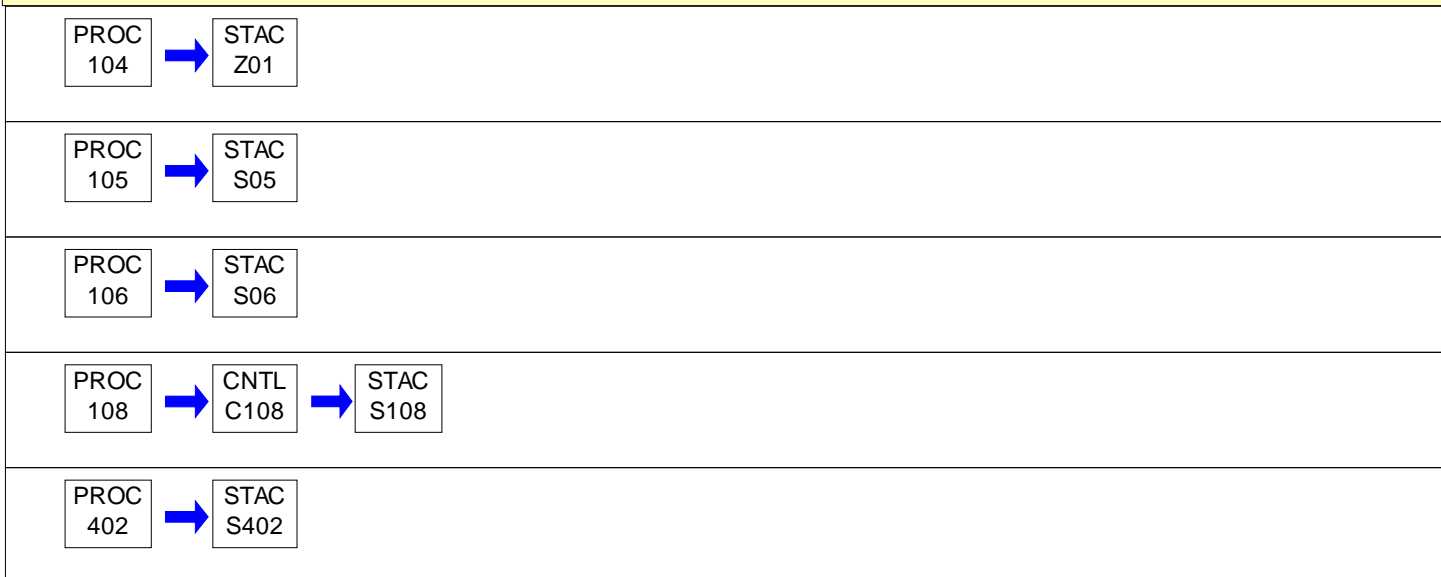 PROC STAC
104 Z01
PROC STAC
105 S05
PROC STAC
106 S06
PROC CNTL STAC
108 C108 S108
PROC STAC
402 S402